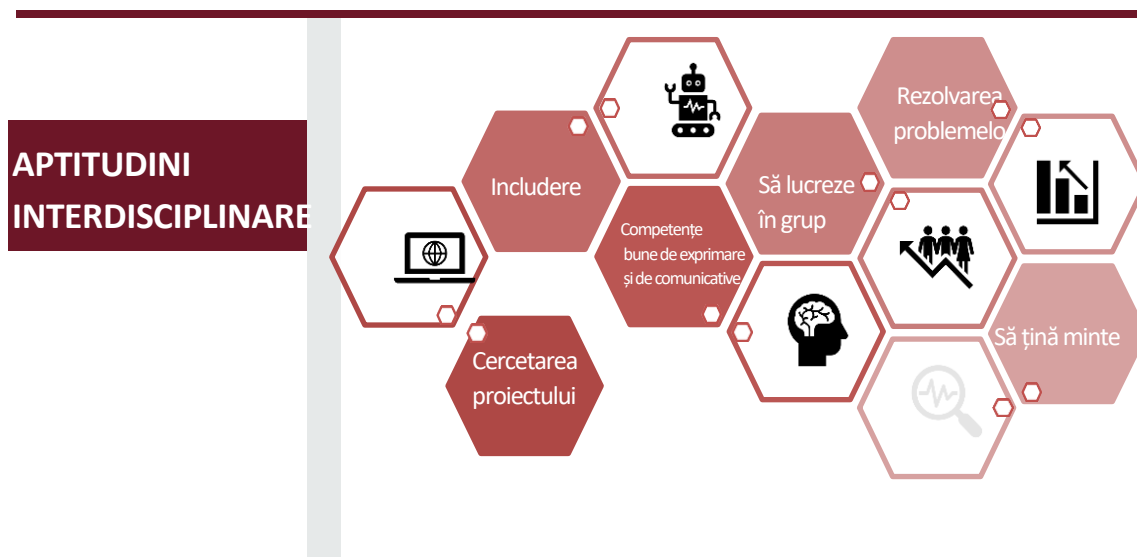 APTITUDINI
INTERDISCIPLINARE
Includere
Cercetarea
proiectului
Competențe
bune de exprimare
și de comunicative
Să lucreze
în grup
Rezolvarea
problemelo
Să țină minte